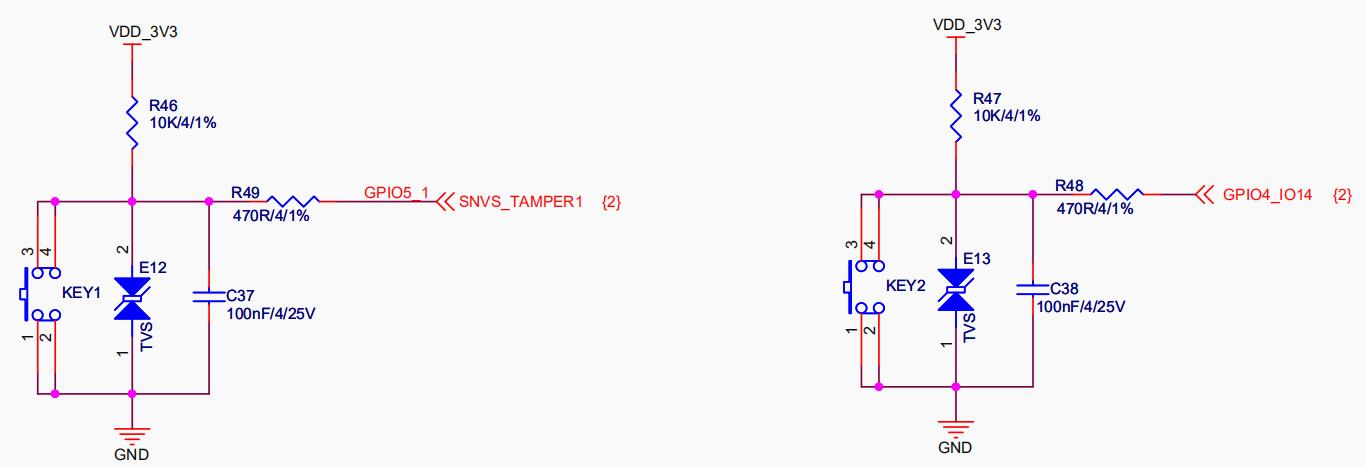 VDD_3V3
R46
10K/4/1%
R49
470R/4/1%
GPIO5_1
SNVS_TAMPER1 {2}
3
4
2
E12
KEY1
C37
100nF/4/25V
1
2
1
TVS
GND
VDD_3V3
R47
10K/4/1%
R48
470R/4/1%
GPIO4_IO14 {2}
3
4
2
E13
KEY2
C38
100nF/4/25V
1
2
1
TVS
GND